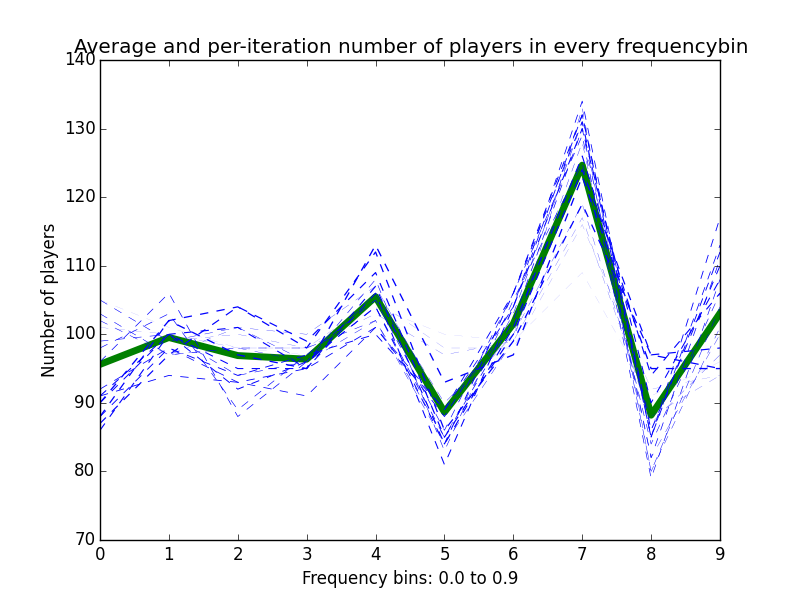 Average and per-iteration number of players in every frequencybin
140
130
120
110
100
90
80
70
Number of players
0 1 2 3 4 5 6 7 8 9
Frequency bins: 0.0 to 0.9